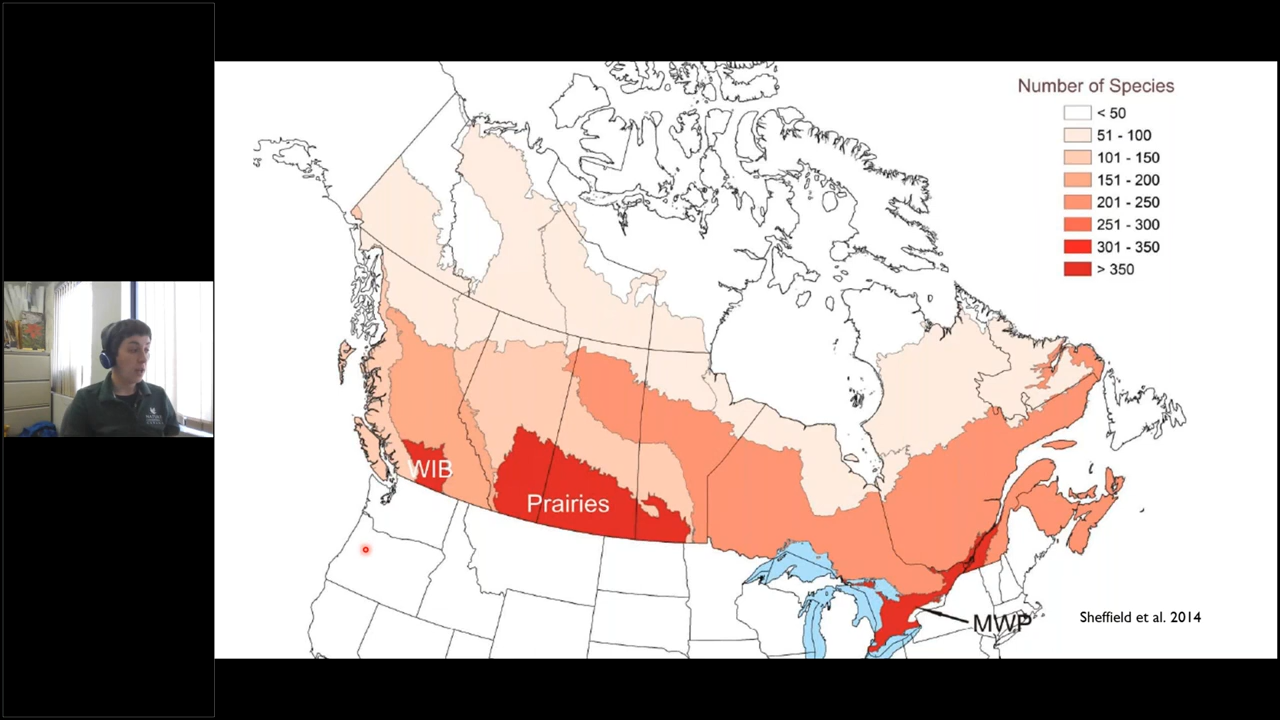 Number of Species
< 50
51 - 100
101 - 150
151 - 200
201 - 250
251 - 300
301 - 350
> 350
WIB
Prairies
MWP
Sheffield et al. 2014